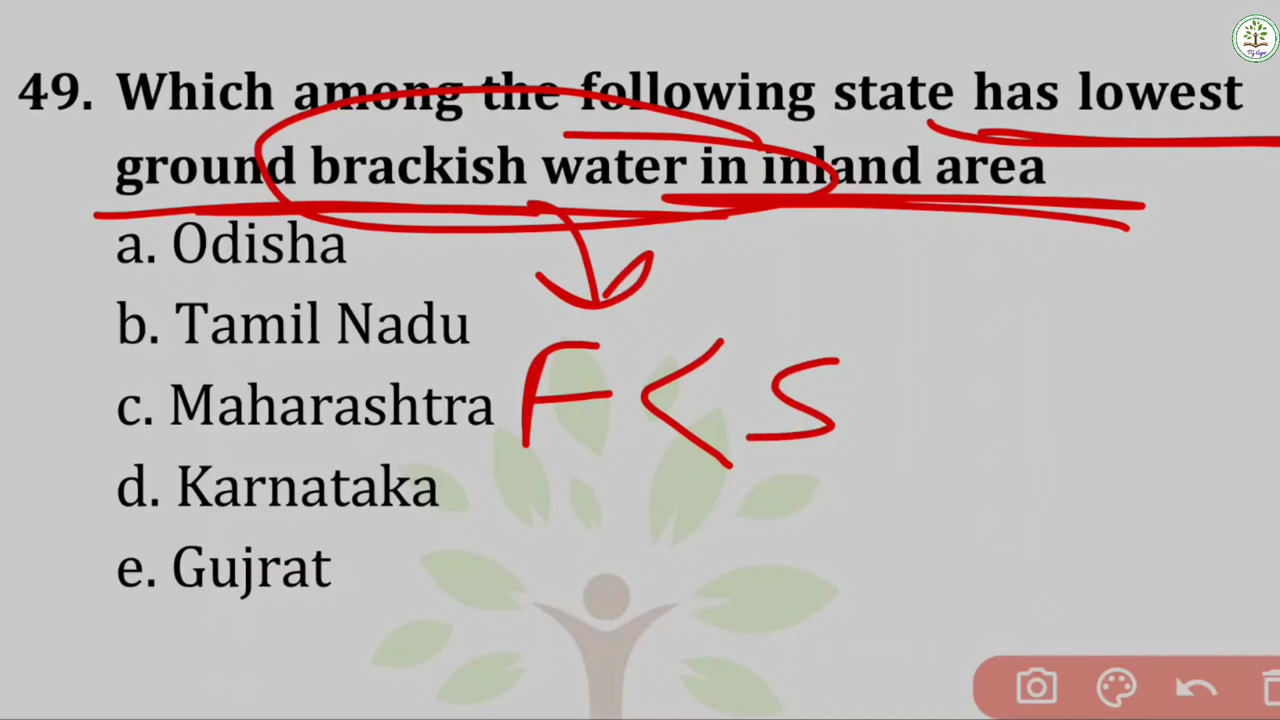 49. Which among the following state has lowest
ground brackish water in inland area
a. Odisha
b. Tamil Nadu
c. Maharashtra
F < S
d. Karnataka
e. Gujrat